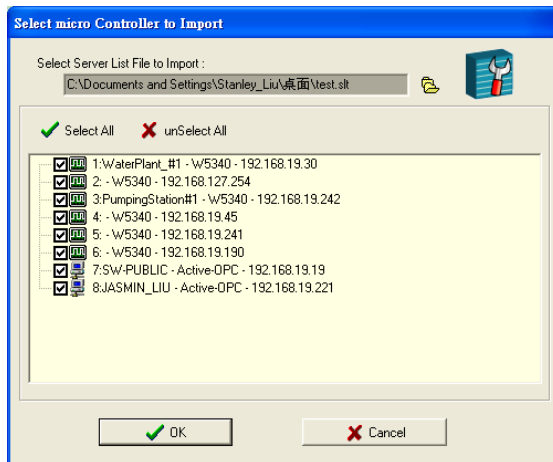 Select micro Controller to Import
Select Server List File to Import :
C:\Documents and Settings\Stanley_Liu\桌面\test.slt
Select All unSelect All
1:WaterPlant_#1 - W5340 - 192.168.19.30
2: - W5340 - 192.168.127.254
3:PumpingStation#1 - W5340 - 192.168.19.242
4: - W5340 - 192.168.19.45
5: - W5340 - 192.168.19.241
6: - W5340 - 192.168.19.190
7:SW-PUBLIC - Active-OPC - 192.168.19.19
8:JASMIN_LIU - Active-OPC - 192.168.19.221
OK Cancel